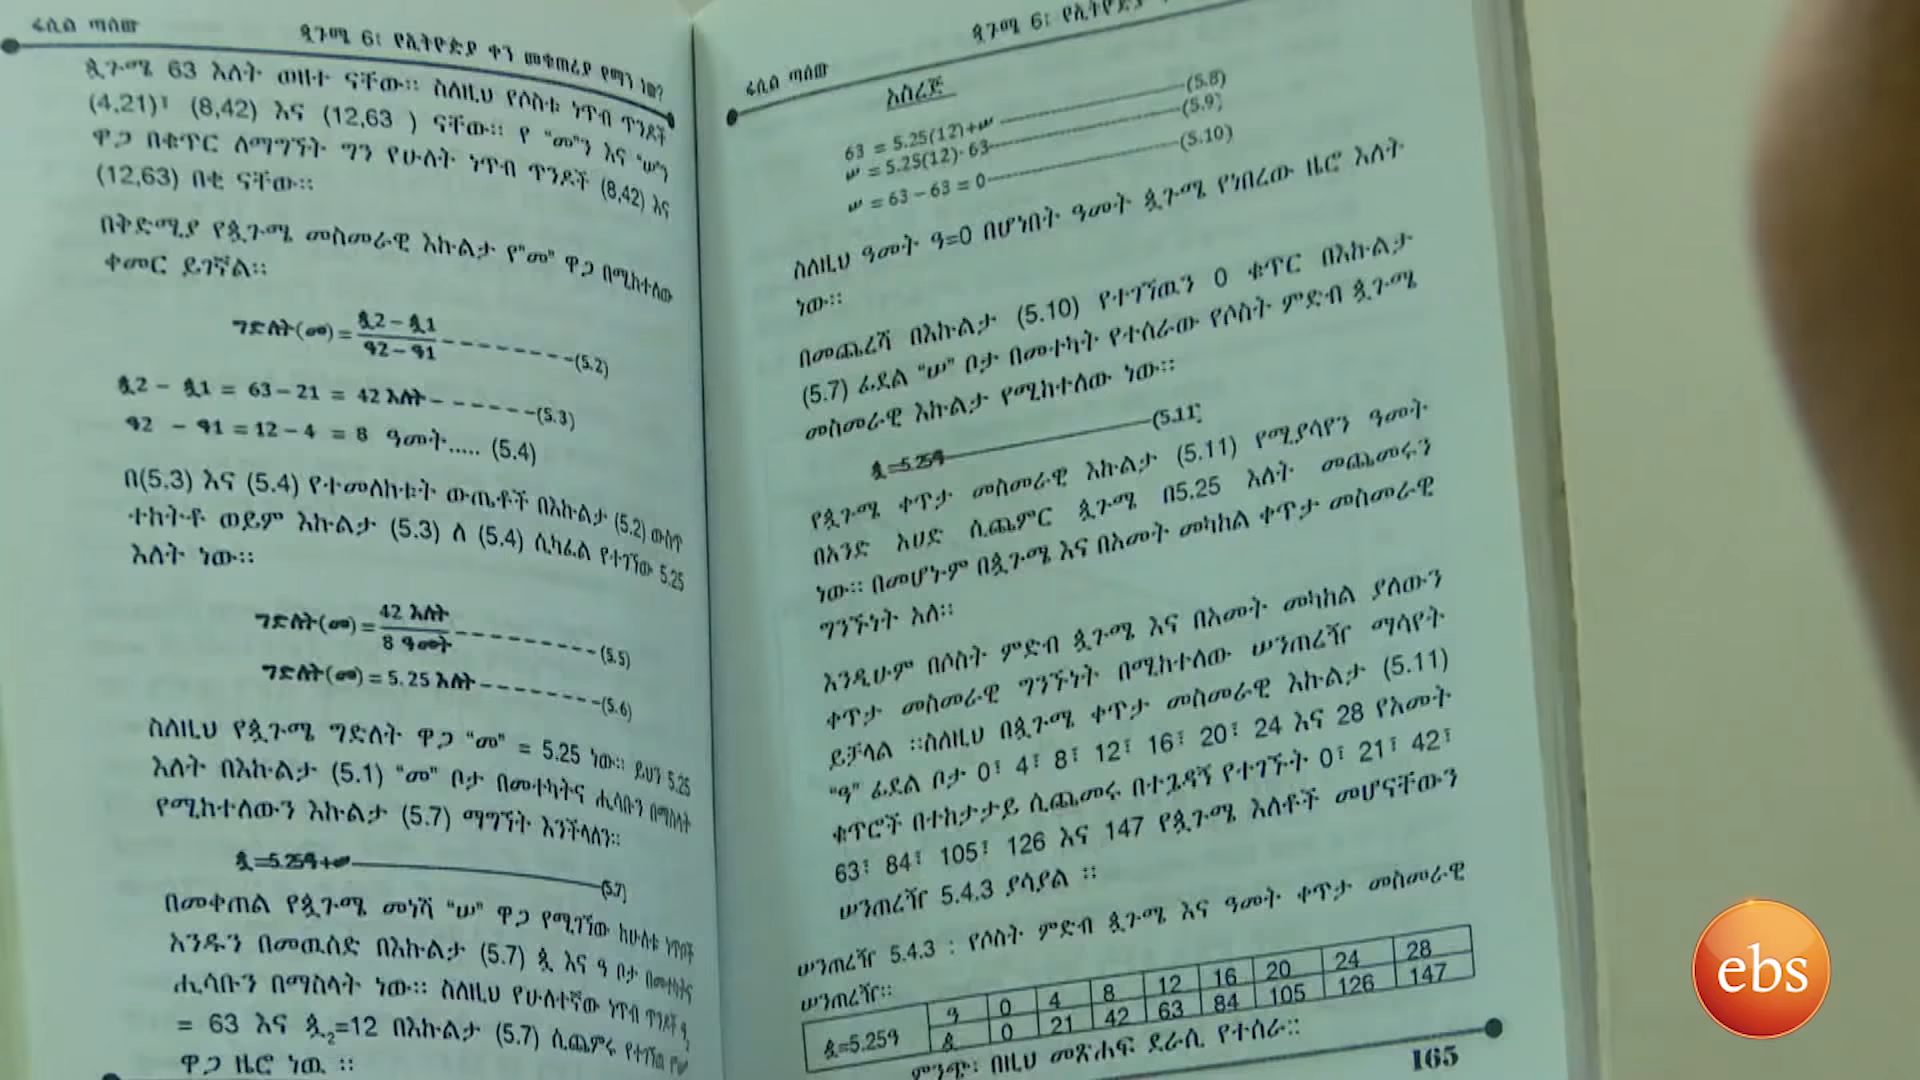 ፋሲል ጣሰው
ጳጉሜ 6፡ የኢትዮጵያ ቀን መቁጠሪያ የማን ነው?
ጳጉሜ 63 እለት ወዘተ ናቸው። ስለዚህ የሶስቱ ነጥብ ጥንዶች
(4,21)፣ (8,42) እና (12,63 ) ናቸው። የ "መ"ን እና "ሠ"ን
ዋጋ በቁጥር ለማግኘት ግን የሁለት ነጥብ ጥንዶች (8,42) እና
(12,63) በቂ ናቸው።
በቅድሚያ የጳጉሜ መስመራዊ እኩልታ የ"መ" ዋጋ በሚከተለው
ቀመር ይገኛል።
ግድለት(መ)= ጷ2 – ጷ1
ዓ2 – ዓ1 (5.2)
ጷ2 – ጷ1 = 63–21 = 42 እለት (5.3)
ዓ2 – ዓ1 = 12–4 = 8 ዓመት..... (5.4)
በ(5.3) እና (5.4) የተመለከቱት ውጤቶች በእኩልታ (5.2) ውስጥ
ተክትቶ ወይም እኩልታ (5.3) ለ (5.4) ሲካፈል የተገኘው 5.25
እለት ነው።
ግድለት(መ)= 42 እለት
8 ዓመት (5.5)
ግድለት(መ)= 5.25 እለት (5.6)
ስለዚህ የጳጉሜ ግድለት ዋጋ "መ" = 5.25 ነው። ይህን 5.25
እለት በእኩልታ (5.1) "መ" ቦታ በመተካትና ሒሳቡን በማስላት
የሚከተለውን እኩልታ (5.7) ማግኘት እንችላለን።
ጷ=5.25ዓ+ሠ (5.7)
በመቀጠል የጳጉሜ መነሻ "ሠ" ዋጋ የሚገኘው ከሁለቱ ነጥቦች
አንዱን በመዉሰድ በእኩልታ (5.7) ጷ እና ዓ ቦታ በመተካትና
ሒሳቡን በማስላት ነው። ስለዚህ የሁለተኛው ነጥብ ጥንዶች
= 63 እና ጷ2=12 በእኩልታ (5.7) ሲጨምሩ የተገኘዉ የ"ሠ"
ዋጋ ዜሮ ነዉ ።
ፋሲል ጣሰው
ጳጉሜ 6፡ የኢትዮጵያ
አስረጅ
63 = 5.25(12)+ሠ (5.8)
ሠ = 5.25(12)- 63 (5.9)
ሠ = 63 – 63 = 0 (5.10)
ስለዚህ ዓመት ዓ=0 በሆነበት ዓመት ጳጉሜ የነበረው ዜሮ እለት
ነው።
በመጨረሻ በእኩልታ (5.10) የተገኘዉን 0 ቁጥር በእኩልታ
(5.7) ፊደል "ሠ" ቦታ በመተካት የተሰራው የሶስት ምድብ ጳጉሜ
መስመራዊ እኩልታ የሚከተለው ነው።
ጷ=5.25ዓ (5.11)
የጳጉሜ ቀጥታ መስመራዊ እኩልታ (5.11) የሚያሳየን ዓመት
በአንድ አሀድ ሲጨምር ጳጉሜ በ5.25 እለት መጨመሩን
ነው። በመሆኑም በጳጉሜ እና በአመት መካከል ቀጥታ መስመራዊ
ግንኙነት አለ።
እንዲሁም በሶስት ምድብ ጳጉሜ እና በአመት መካከል ያለውን
ቀጥታ መስመራዊ ግንኙነት በሚከተለው ሠንጠረዥ ማሳየት
ይቻላል ።ስለዚህ በጳጉሜ ቀጥታ መስመራዊ እኩልታ (5.11)
"ዓ" ፊደል ቦታ 0፣ 4፣ 8፣ 12፣ 16፣ 20፣ 24 እና 28 የአመት
ቁጥሮች በተከታታይ ሲጨመሩ በተጓዳኝ የተገኙት 0፣ 21፣ 42፣
63፣ 84፣ 105፣ 126 እና 147 የጳጉሜ እለቶች መሆናቸውን
ሠንጠረዥ 5.4.3 ያሳያል ።
ሠንጠረዥ 5.4.3 : የሶስት ምድብ ጳጉሜ እና ዓመት ቀጥታ መስመራዊ
ሠንጠረዥ።
ጷ=5.25ዓ ዓ 0 4 8 12 16 20 24 28
ጷ 0 21 42 63 84 105 126 147
ምንጭ፡ በዚህ መጽሐፍ ደራሲ የተሰራ።
165
ebs